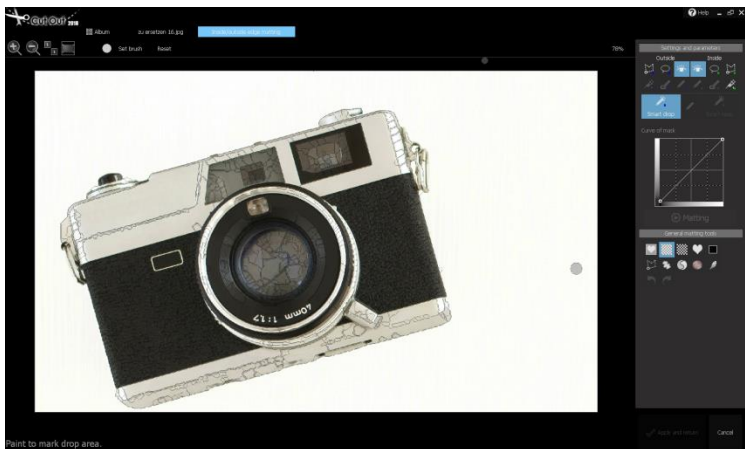 Cut Out 2016
Help
Album
zu ersetzen 16.jpg
Set brush
Reset
78%
Settings and parameters
Outside
Inside
Smart drop
Curve of mask
Matting
General matting tools
40mm 1:1.7
Apply and return
Cancel
Paint to mark drop area.